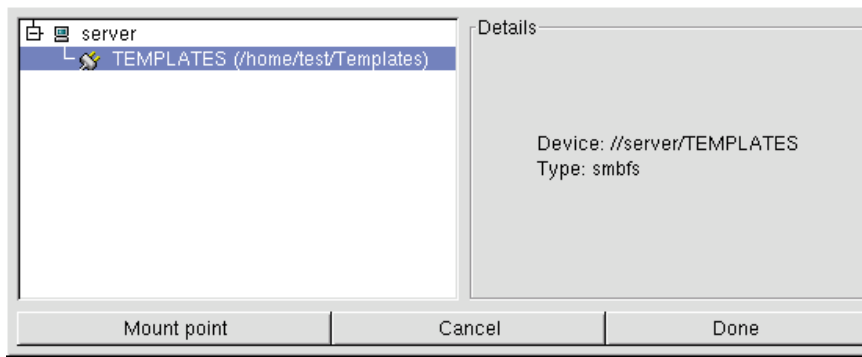 server
TEMPLATES (/home/test/Templates)
Details
Device: //server/TEMPLATES
Type: smbfs
Mount point
Cancel
Done